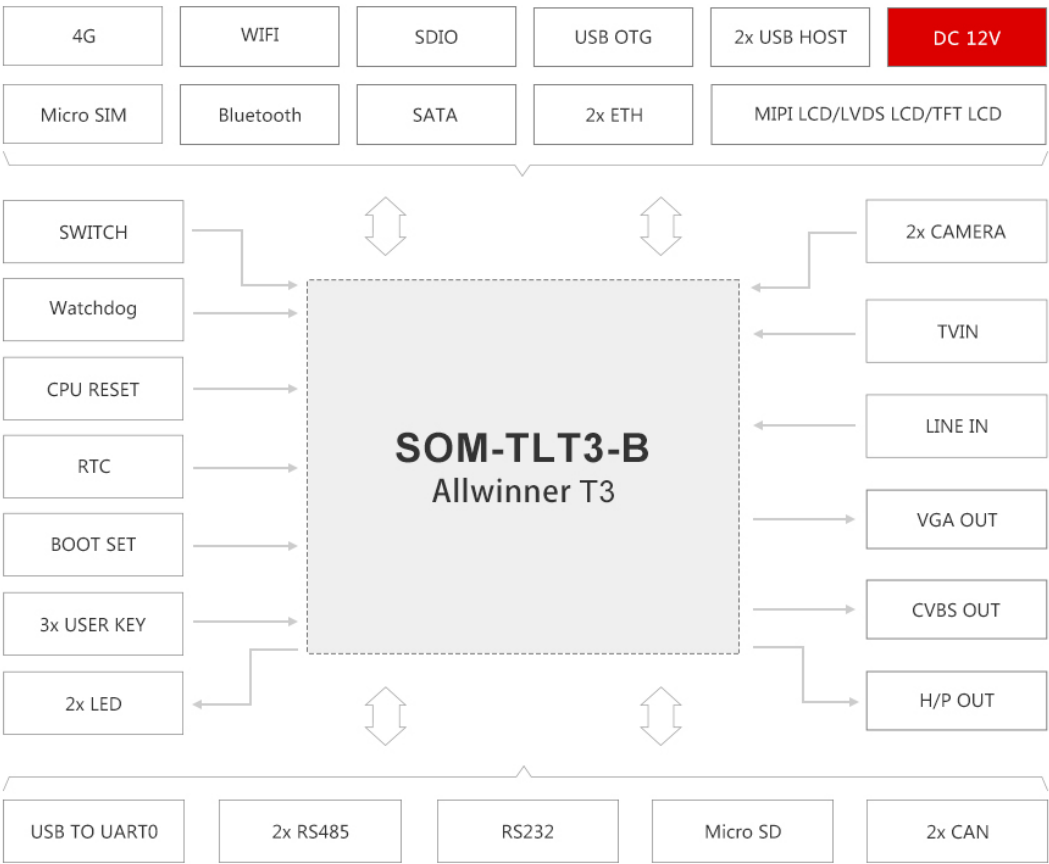 4G
WIFI
SDIO
USB OTG
2x USB HOST
DC 12V
Micro SIM
Bluetooth
SATA
2x ETH
MIPI LCD/LVDS LCD/TFT LCD
SWITCH
Watchdog
CPU RESET
RTC
BOOT SET
3x USER KEY
2x LED
SOM-TLT3-B
Allwinner T3
2x CAMERA
TVIN
LINE IN
VGA OUT
CVBS OUT
H/P OUT
USB TO UART0
2x RS485
RS232
Micro SD
2x CAN